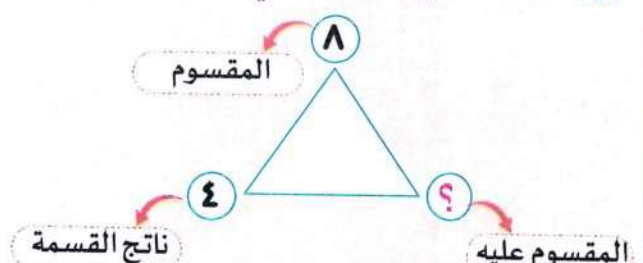 ٨
المقسوم
٤
؟
ناتج القسمة
المقسوم عليه